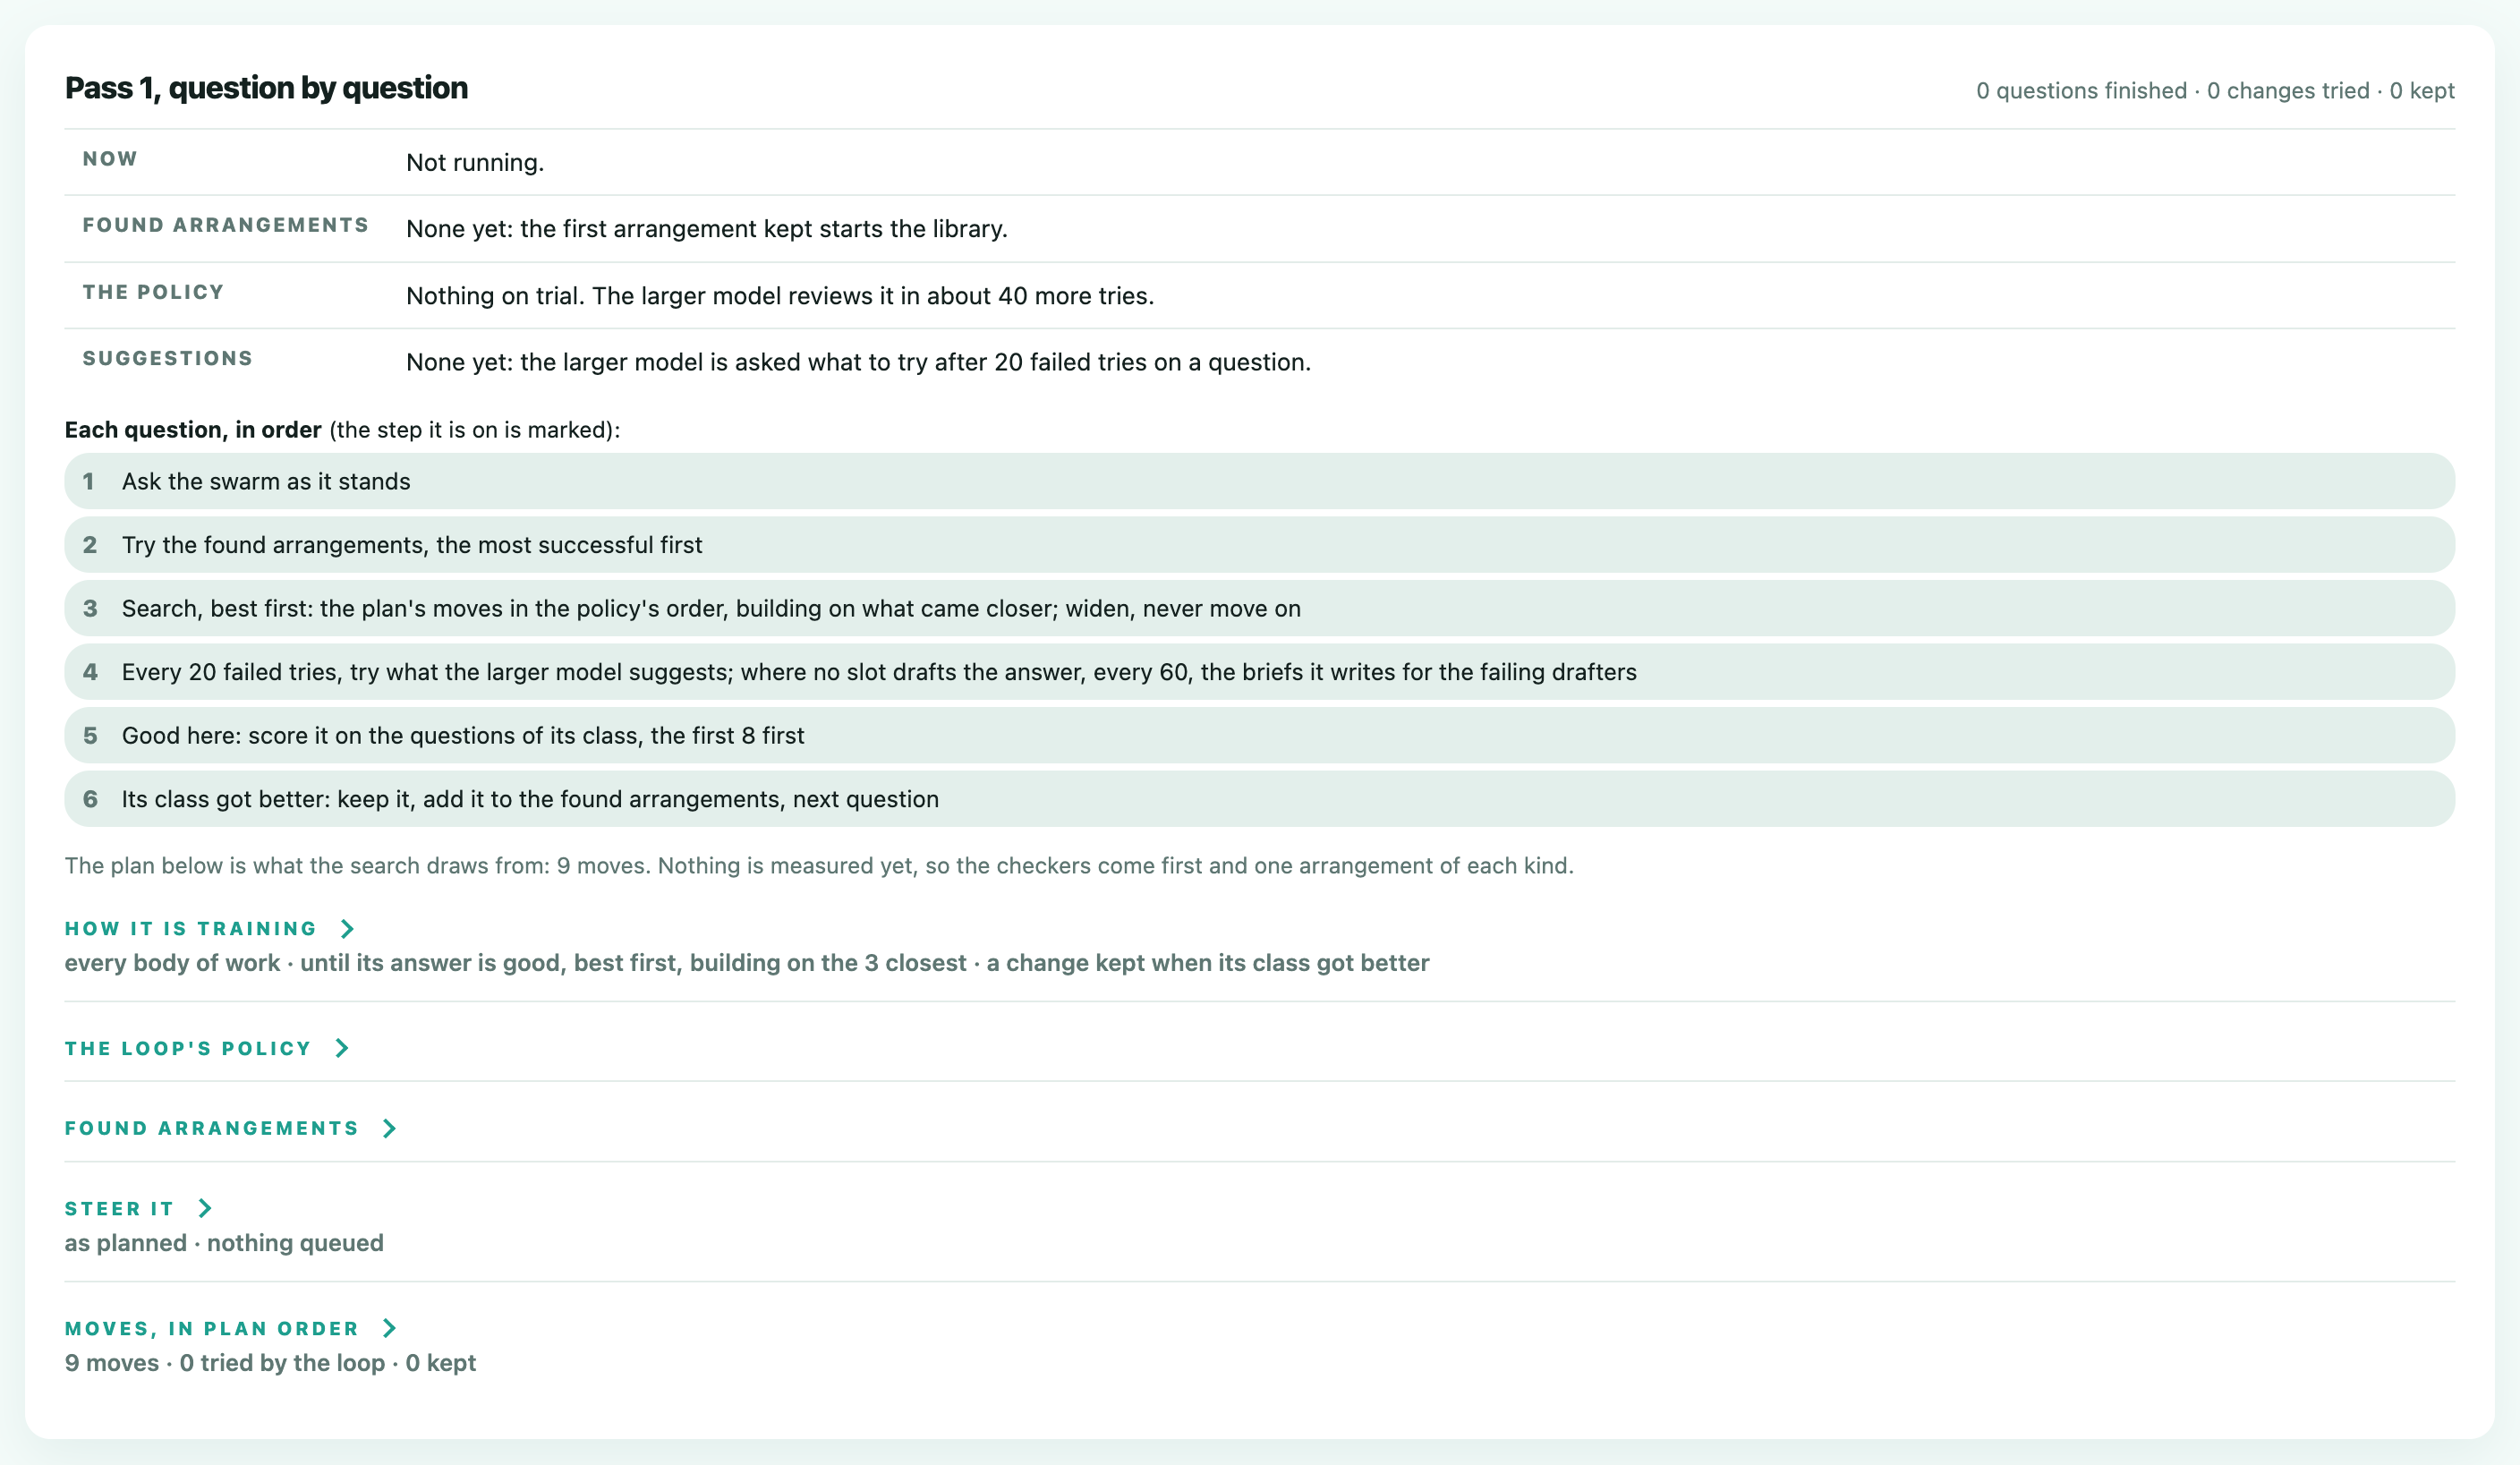 Pass 1, question by question
0 questions finished · 0 changes tried · 0 kept
NOW
Not running.
FOUND ARRANGEMENTS
None yet: the first arrangement kept starts the library.
THE POLICY
Nothing on trial. The larger model reviews it in about 40 more tries.
SUGGESTIONS
None yet: the larger model is asked what to try after 20 failed tries on a question.
Each question, in order (the step it is on is marked):
1 Ask the swarm as it stands
2 Try the found arrangements, the most successful first
3 Search, best first: the plan's moves in the policy's order, building on what came closer; widen, never move on
4 Every 20 failed tries, try what the larger model suggests; where no slot drafts the answer, every 60, the briefs it writes for the failing drafters
5 Good here: score it on the questions of its class, the first 8 first
6 Its class got better: keep it, add it to the found arrangements, next question
The plan below is what the search draws from: 9 moves. Nothing is measured yet, so the checkers come first and one arrangement of each kind.
HOW IT IS TRAINING
every body of work · until its answer is good, best first, building on the 3 closest · a change kept when its class got better
THE LOOP'S POLICY
FOUND ARRANGEMENTS
STEER IT
as planned · nothing queued
MOVES, IN PLAN ORDER
9 moves · 0 tried by the loop · 0 kept